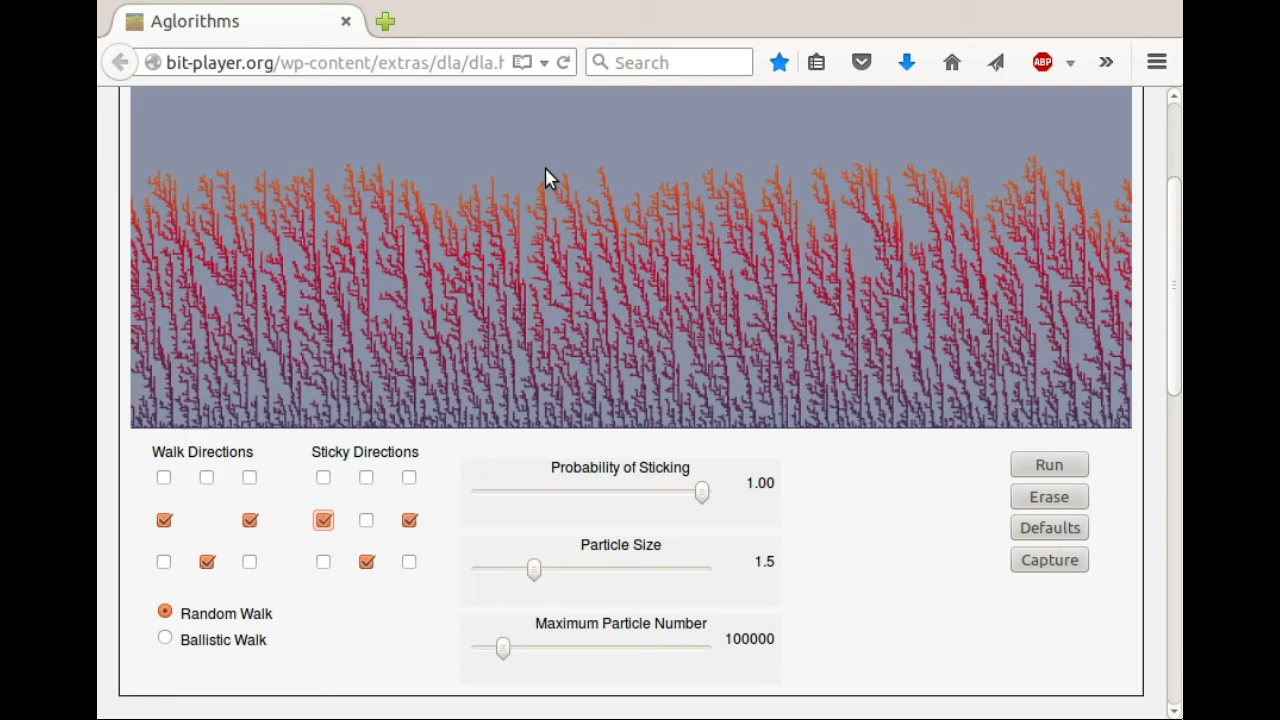 Aglorithms
bit-player.org/wp-content/extras/dla/dla.h
Search
ABP
Walk Directions
Sticky Directions
Probability of Sticking
1.00
Run
Erase
Particle Size
1.5
Defaults
Capture
Random Walk
Maximum Particle Number
100000
Ballistic Walk